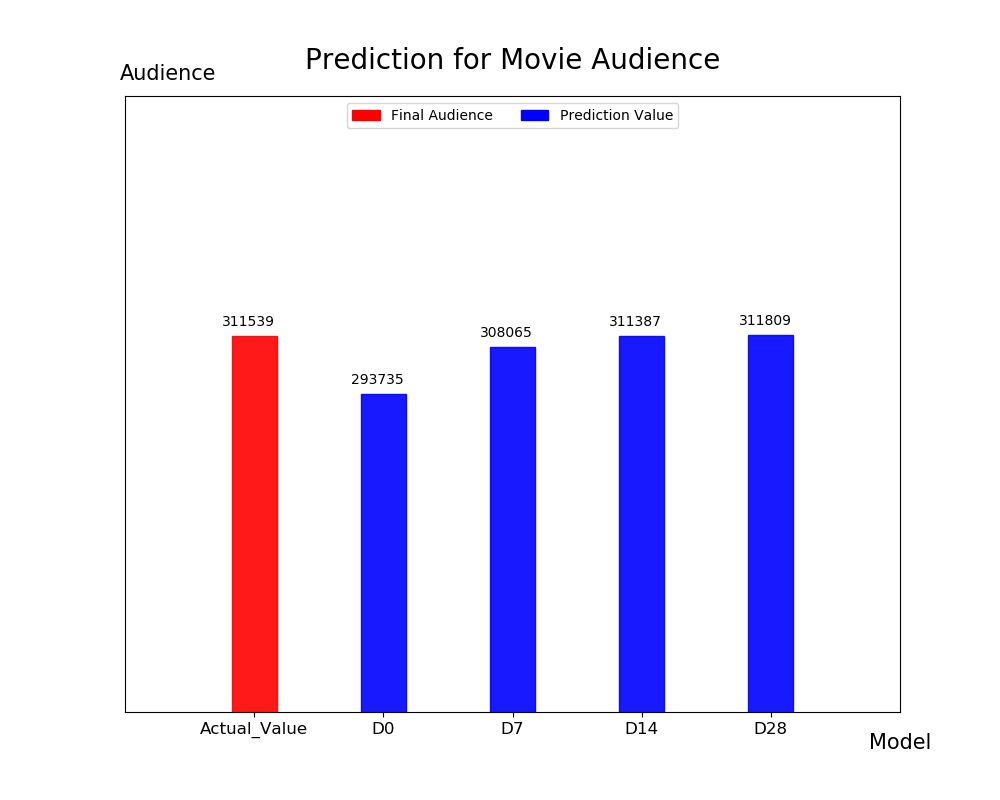 Prediction for Movie Audience
Audience
Final Audience
Prediction Value
311539
293735
308065
311387
311809
Actual_Value
D0
D7
D14
D28
Model